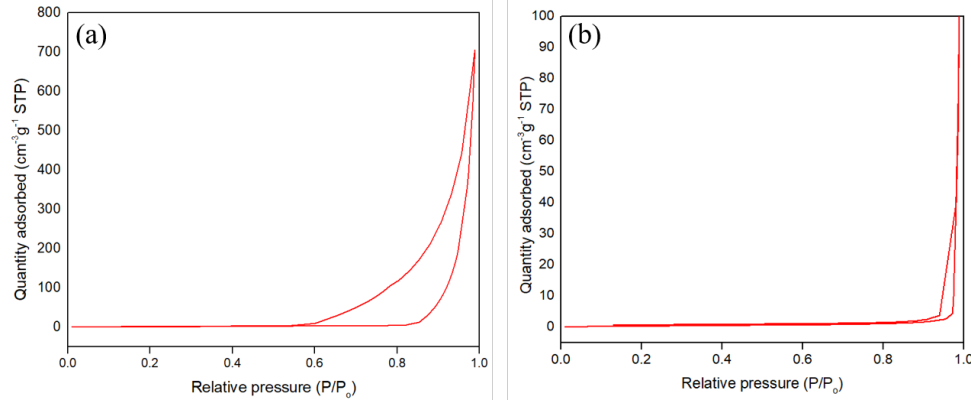 (a)
800
700
600
500
400
300
200
100
0
Quantity adsorbed (cm⁻³g⁻¹ STP)
0.0 0.2 0.4 0.6 0.8 1.0
Relative pressure (P/Pₒ)
(b)
100
90
80
70
60
50
40
30
20
10
0
Quantity adsorbed (cm⁻³g⁻¹ STP)
0.0 0.2 0.4 0.6 0.8 1.0
Relative pressure (P/Pₒ)